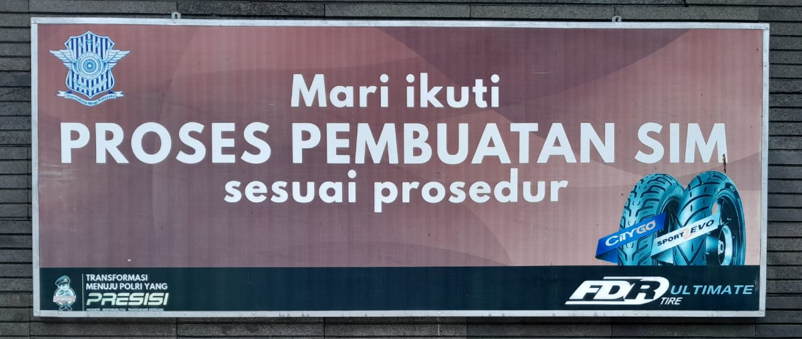 Mari ikuti
PROSES PEMBUATAN SIM
sesuai prosedur
CITYGO
SPORT EVO
TRANSFORMASI
MENUJU POLRI YANG
PRESISI
FDR ULTIMATE
TIRE